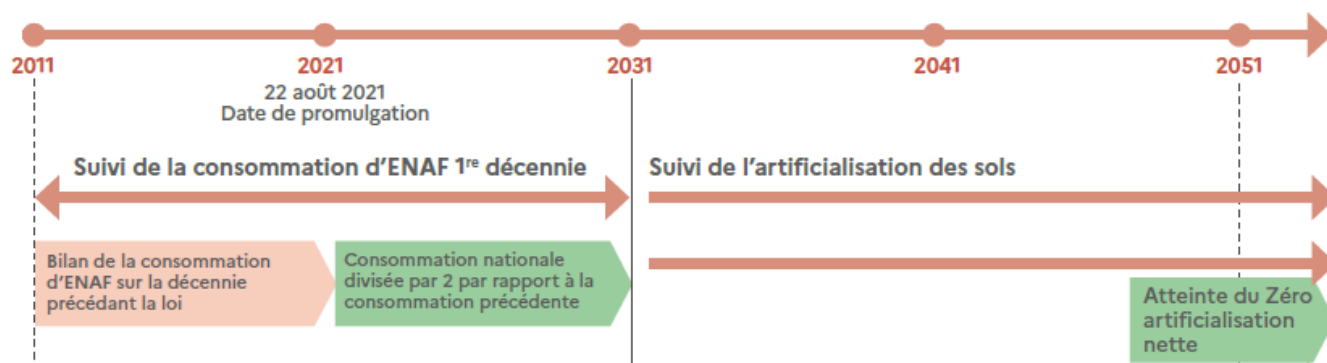 2011
2021
2031
2041
2051
22 août 2021
Date de promulgation
Suivi de la consommation d'ENAF 1re décennie
Suivi de l'artificialisation des sols
Bilan de la consommation
d'ENAF sur la décennie
précédant la loi
Consommation nationale
divisée par 2 par rapport à la
consommation précédente
Atteinte du Zéro
artificialisation
nette